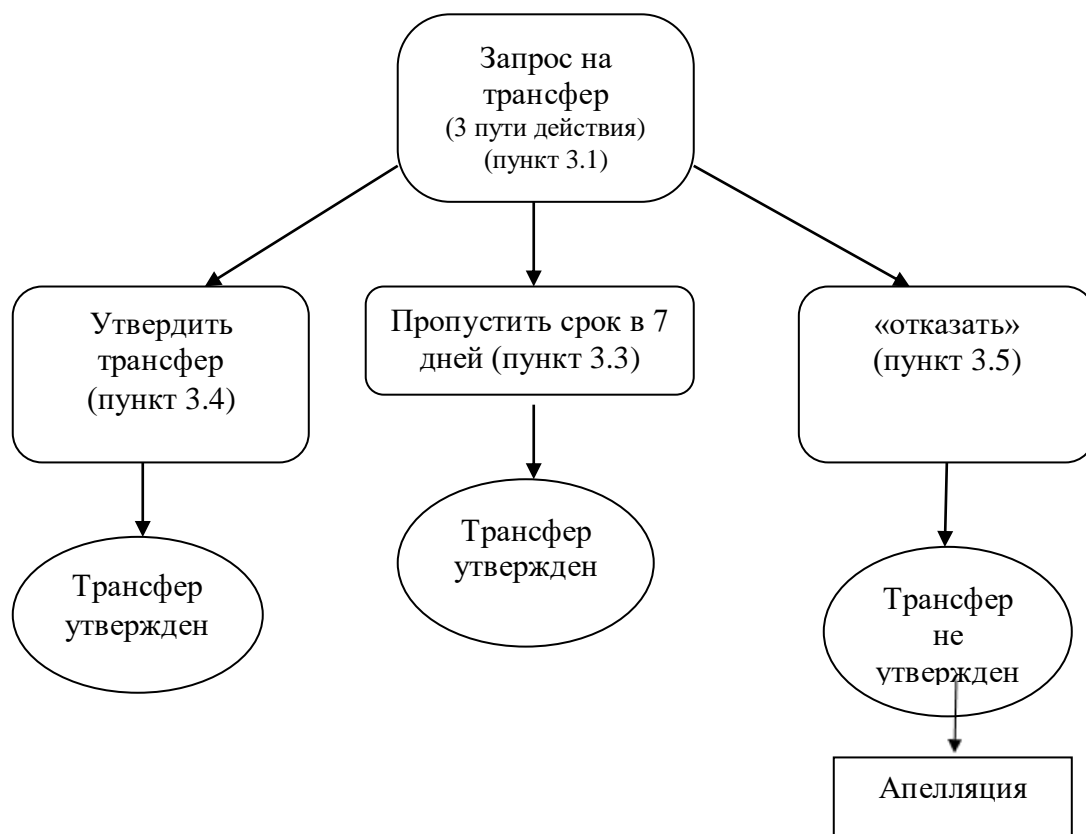 Запрос на
трансфер
(3 пути действия)
(пункт 3.1)
Утвердить
трансфер
(пункт 3.4)
Пропустить срок в 7
дней (пункт 3.3)
«отказать»
(пункт 3.5)
Трансфер
утвержден
Трансфер
утвержден
Трансфер
не
утвержден
Апелляция